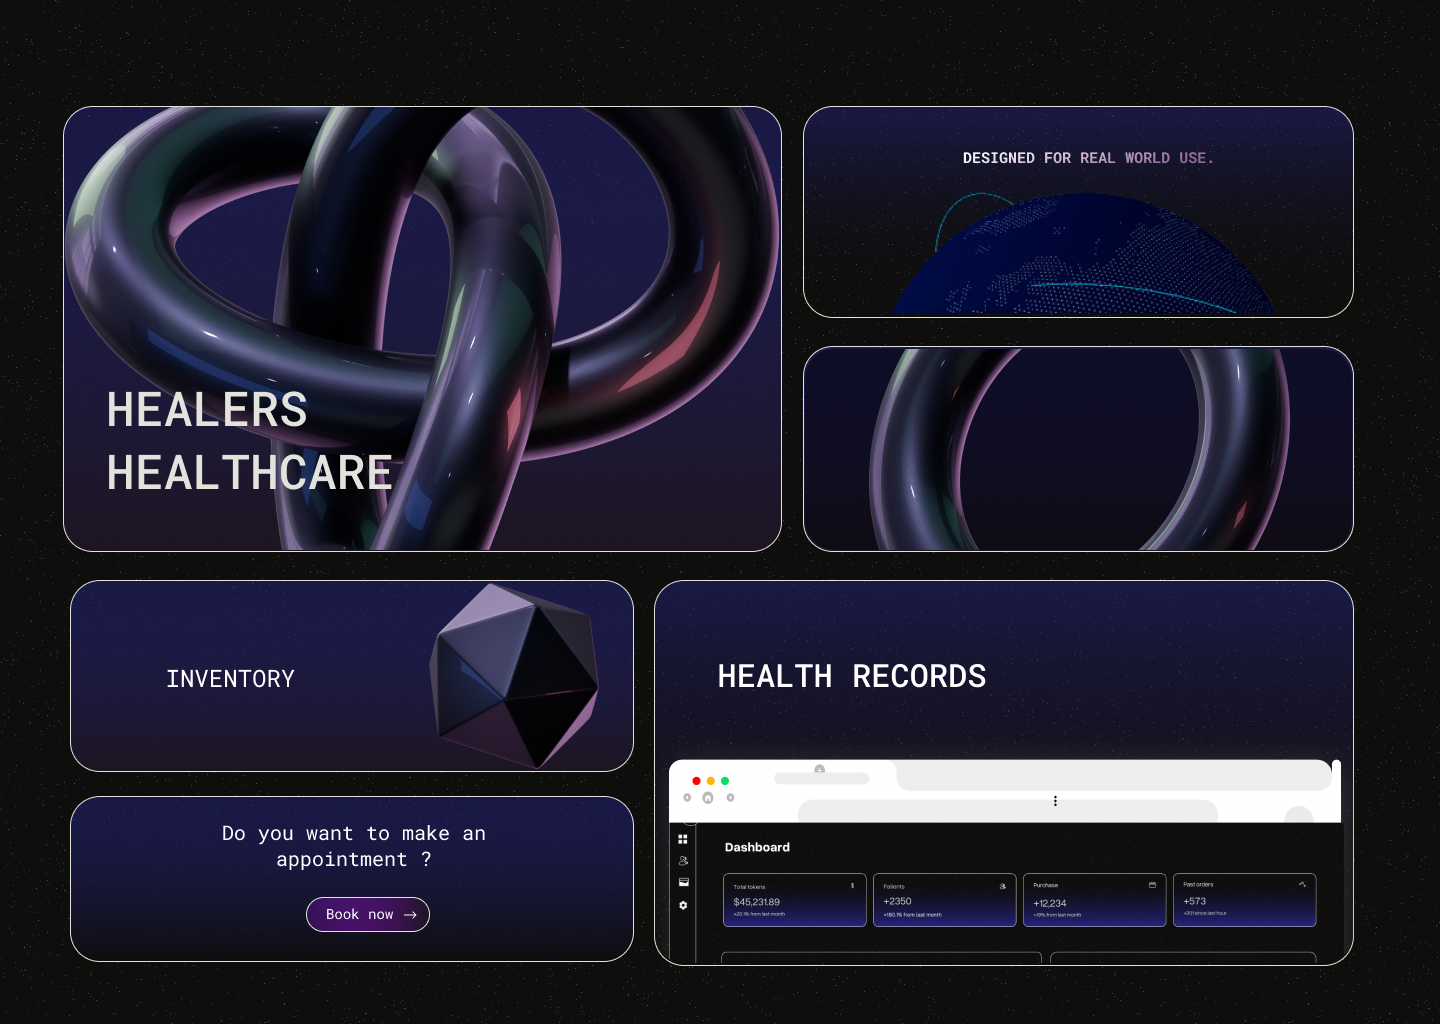 HEALERS
HEALTHCARE
DESIGNED FOR REAL WORLD USE.
INVENTORY
Do you want to make an
appointment ?
Book now
HEALTH RECORDS
Dashboard
Total tokens
$45,231.89
+20.1% from last month
Patients
+2350
+180.1% from last month
Purchase
+12,234
+19% from last month
Past orders
+573
+201 since last hour